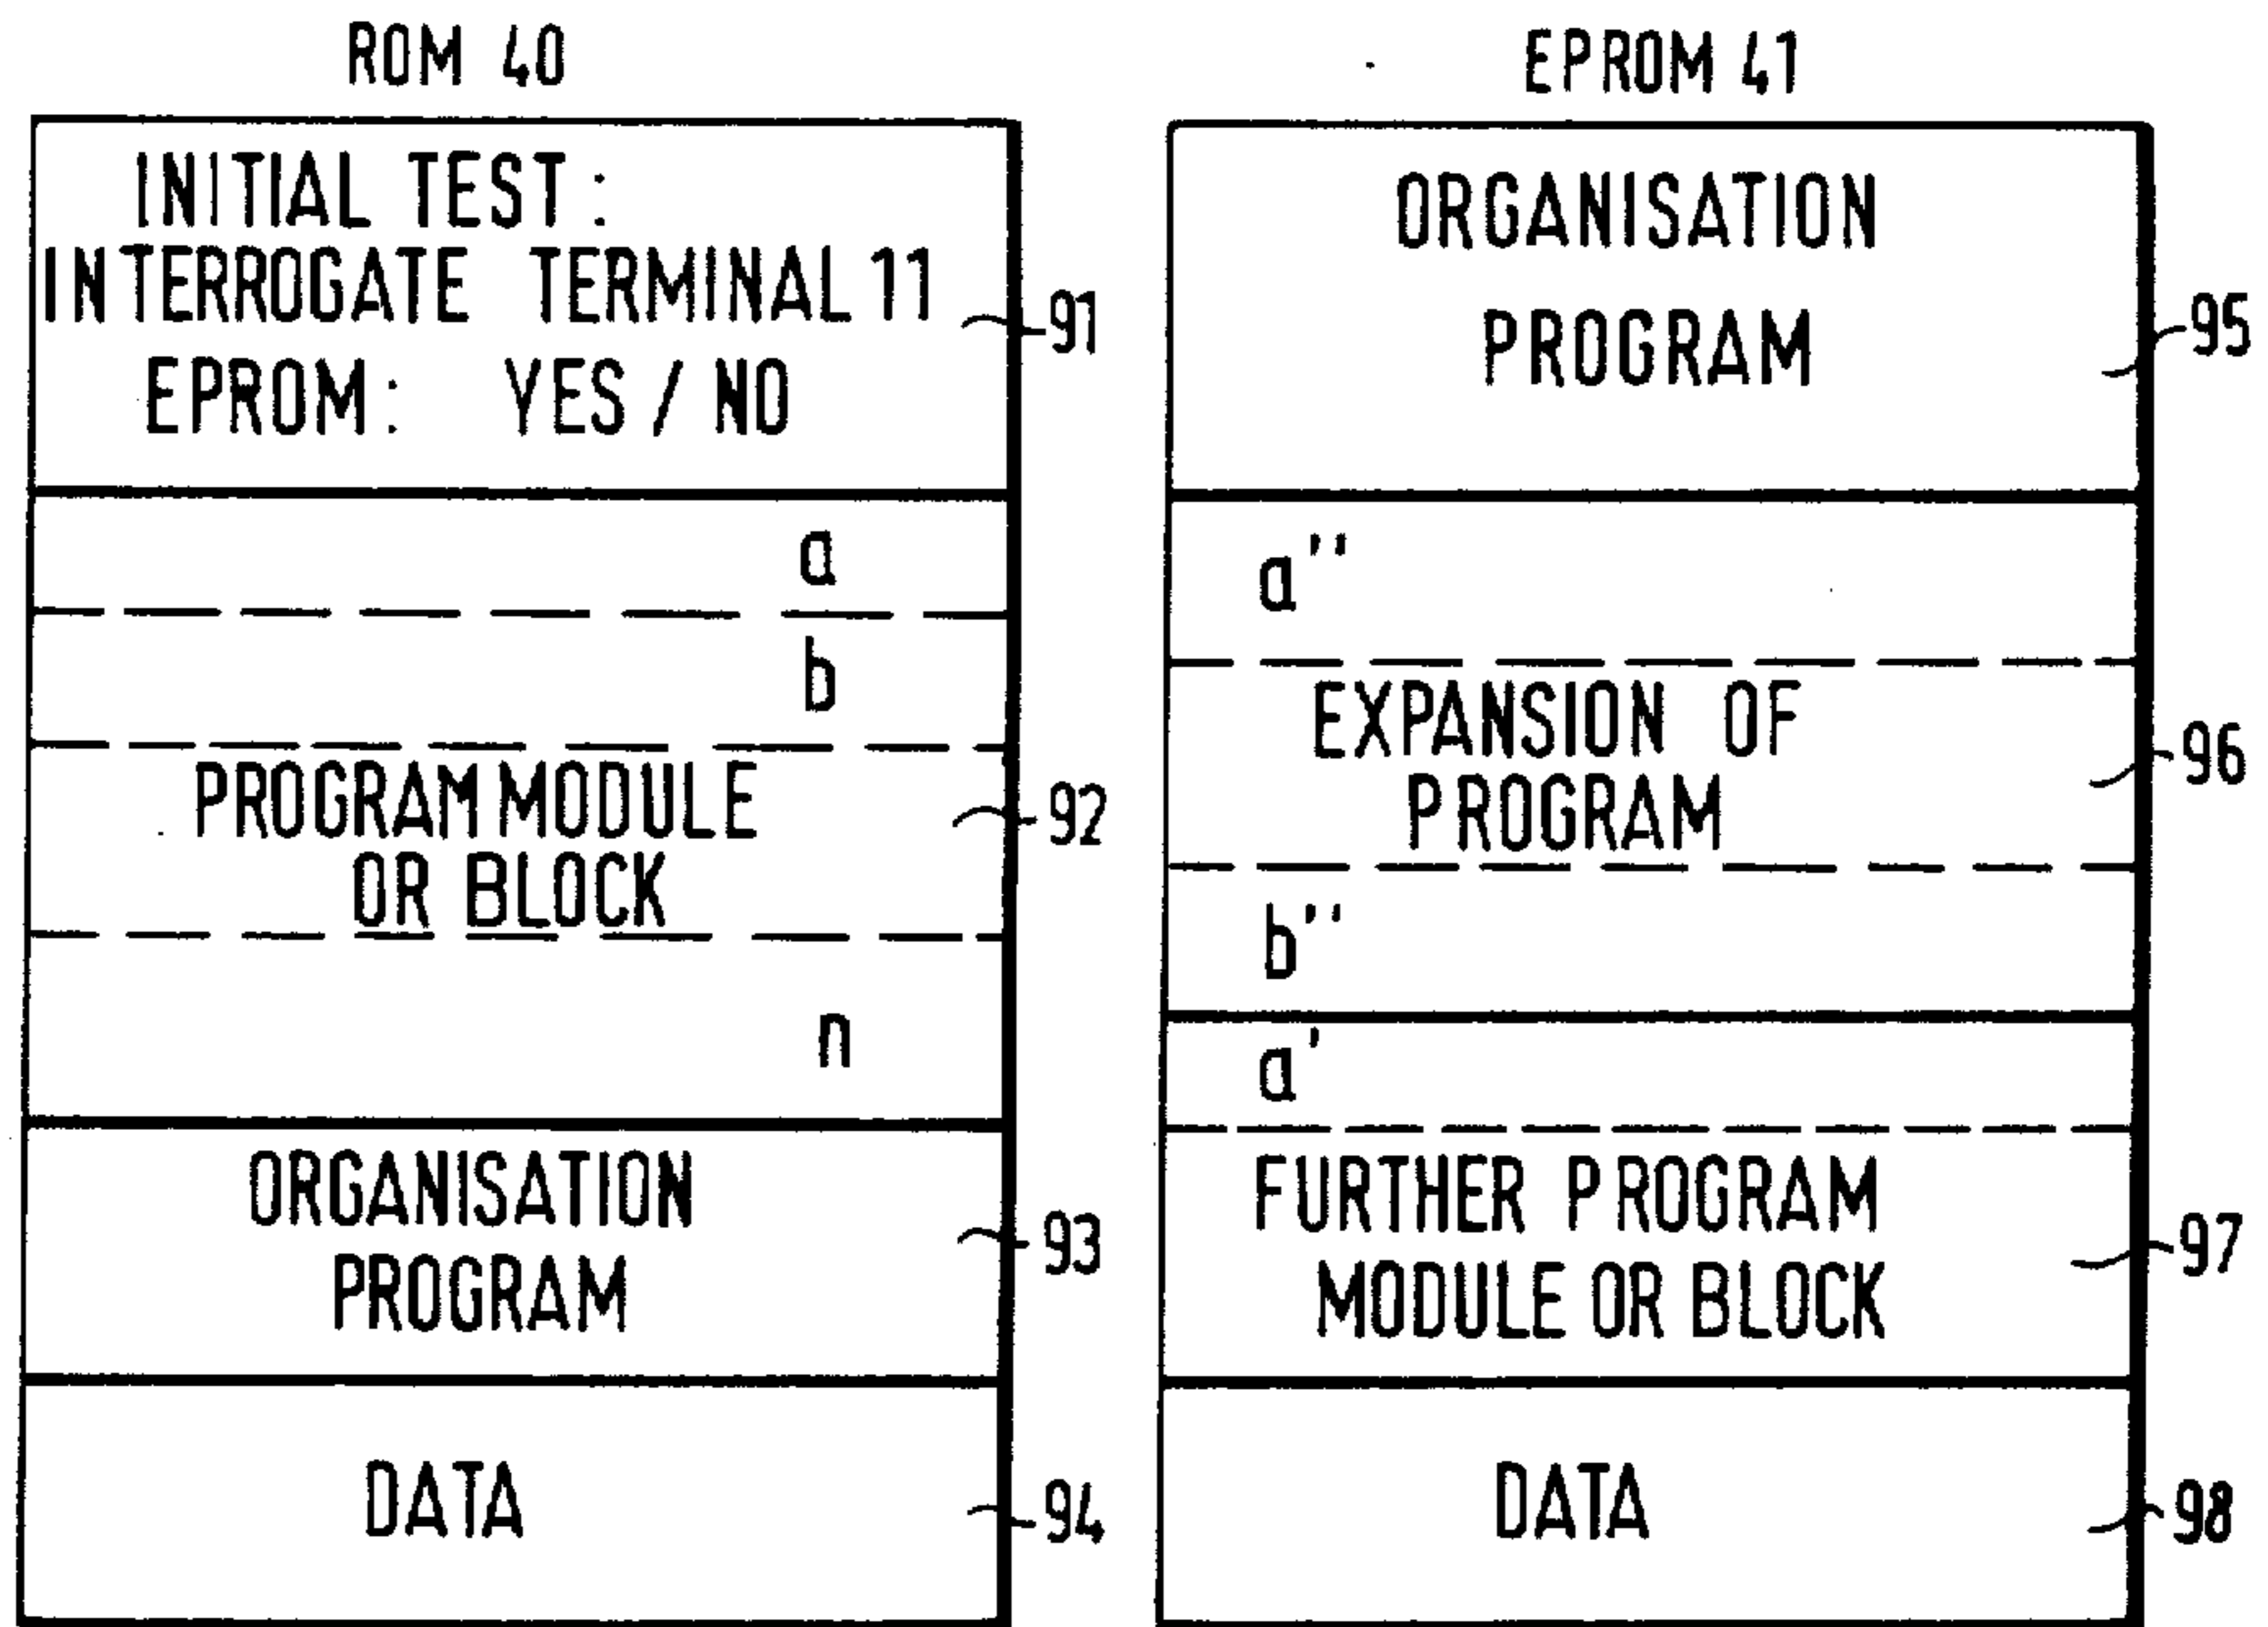 ROM 40
INITIAL TEST :
INTERROGATE TERMINAL 11
EPROM : YES / NO
91
a
b
PROGRAM MODULE
OR BLOCK
92
n
ORGANISATION
PROGRAM
93
DATA
94
EPROM 41
ORGANISATION
PROGRAM
95
a''
EXPANSION OF
PROGRAM
96
b''
a'
FURTHER PROGRAM
MODULE OR BLOCK
97
DATA
98